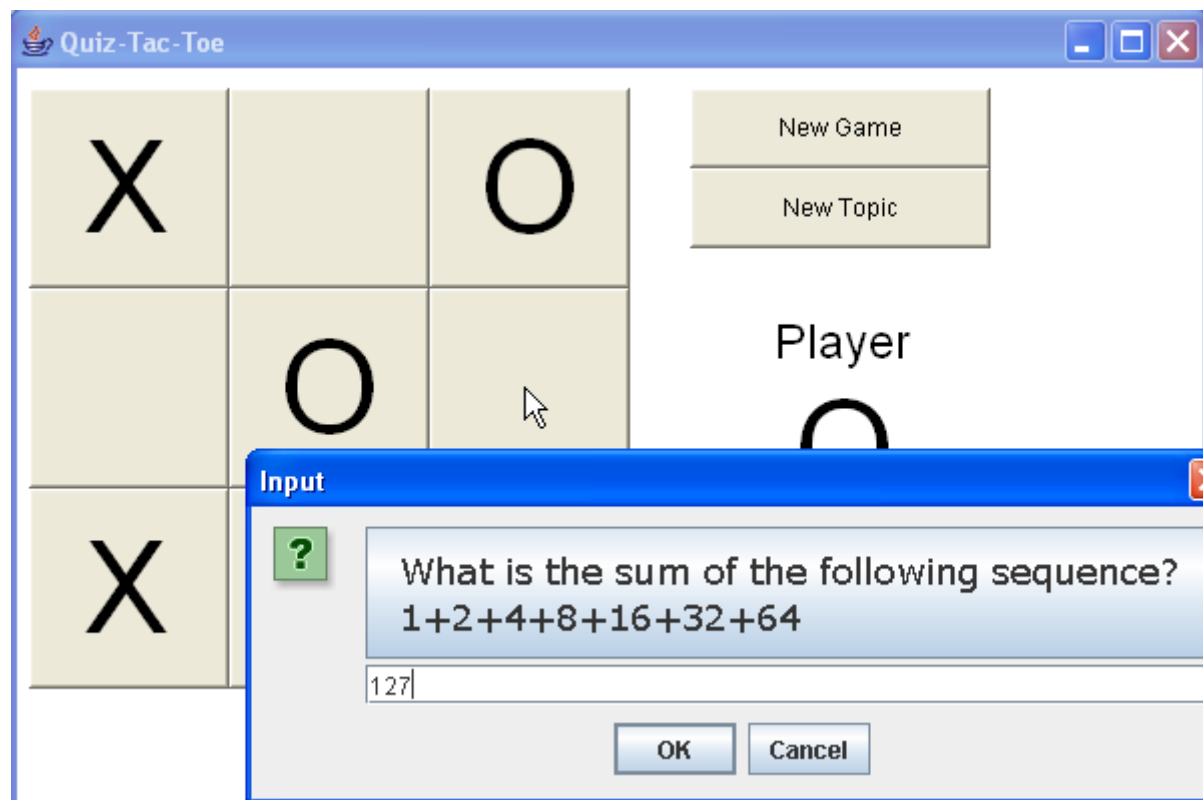 Quiz-Tac-Toe
X O
New Game
New Topic
O
Player
O
Input
X
?
What is the sum of the following sequence?
1+2+4+8+16+32+64
127
OK Cancel